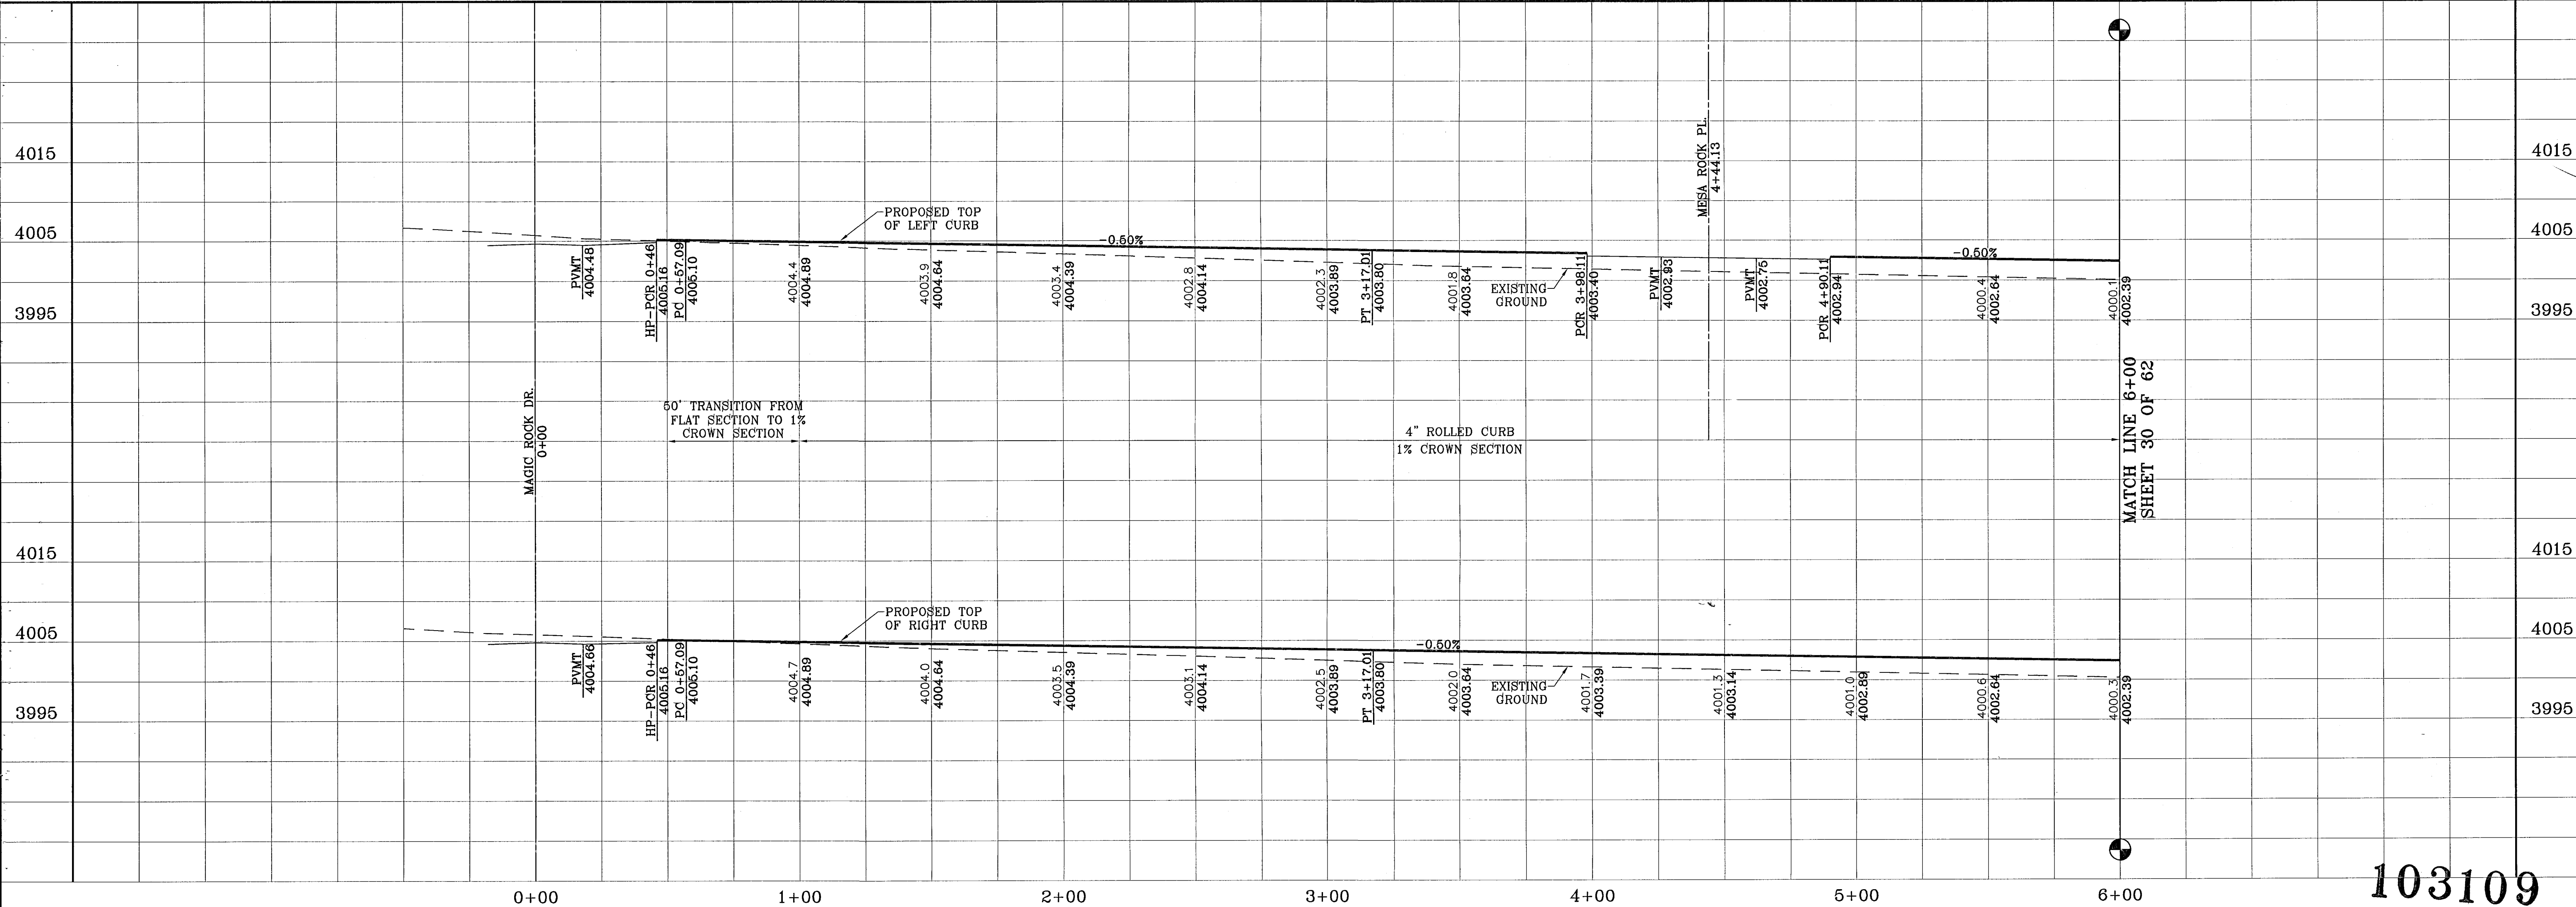 4015
4015
MESA ROCK PL.
4+44.13
PROPOSED TOP
OF LEFT CURB
4005
4005
-0.50%
-0.50%
PVMT
4004.48
HP-PCR 0+46
4005.16
PC 0+57.09
4005.10
4004.4
4004.89
4003.9
4004.64
4003.4
4004.39
4002.8
4004.14
4002.3
4003.89
PT 3+17.01
4003.80
4001.8
4003.64
EXISTING
GROUND
PCR 3+98.11
4003.40
PVMT
4002.93
PVMT
4002.75
PCR 4+90.11
4002.94
4000.4
4002.64
4000.1
4002.39
3995
3995
MAGIC ROCK DR.
0+00
50' TRANSITION FROM
FLAT SECTION TO 1%
CROWN SECTION
4" ROLLED CURB
1% CROWN SECTION
MATCH LINE 6+00
SHEET 30 OF 62
4015
4015
PROPOSED TOP
OF RIGHT CURB
4005
4005
-0.50%
PVMT
4004.66
HP-PCR 0+46
4005.16
PC 0+57.09
4005.10
4004.7
4004.89
4004.0
4004.64
4003.5
4004.39
4003.1
4004.14
4002.5
4003.89
PT 3+17.01
4003.80
4002.0
4003.64
EXISTING
GROUND
4001.7
4003.39
4001.3
4003.14
4001.0
4002.89
4000.6
4002.64
4000.3
4002.39
3995
3995
0+00
1+00
2+00
3+00
4+00
5+00
6+00
103109